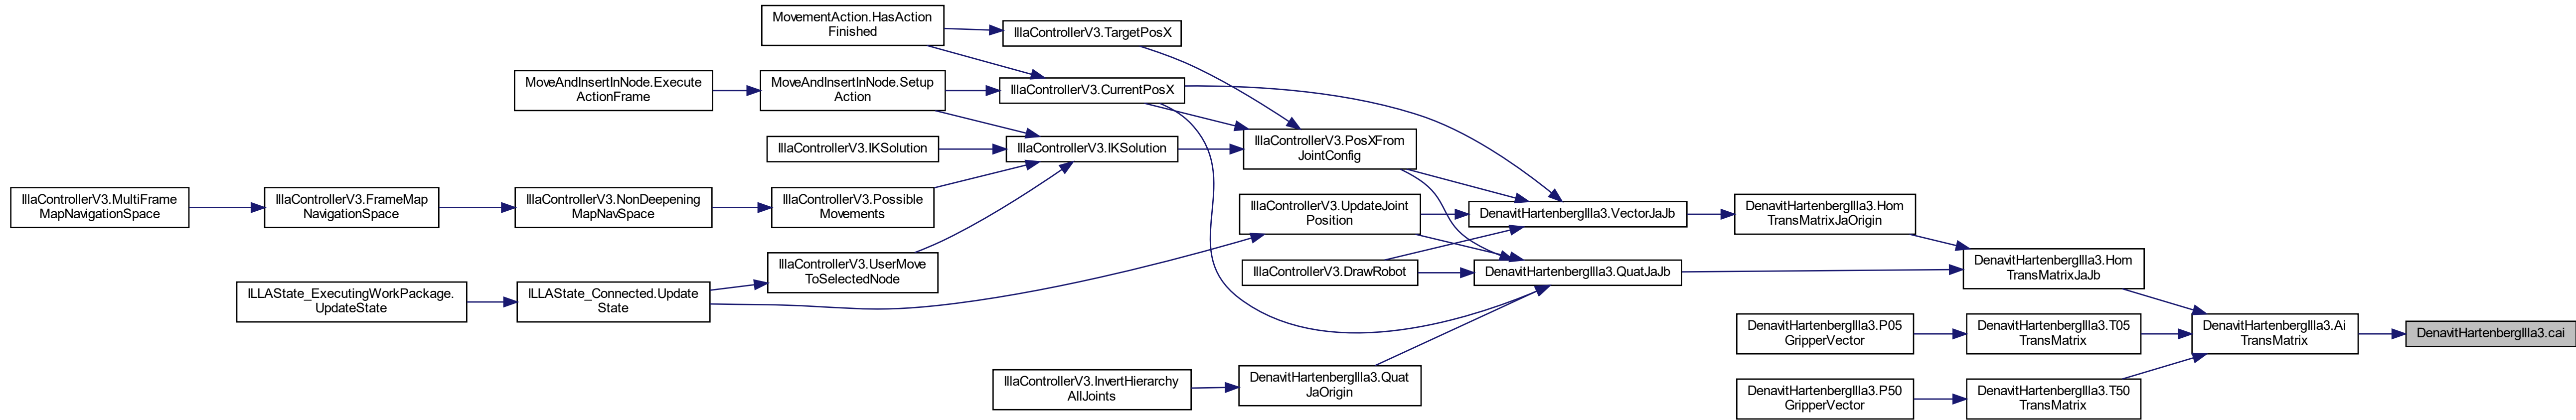 MovementAction.HasAction
Finished
IllaControllerV3.TargetPosX
MoveAndInsertInNode.Execute
ActionFrame
MoveAndInsertInNode.Setup
Action
IllaControllerV3.CurrentPosX
IllaControllerV3.IKSolution
IllaControllerV3.IKSolution
IllaControllerV3.PosXFrom
JointConfig
IllaControllerV3.MultiFrame
MapNavigationSpace
IllaControllerV3.FrameMap
NavigationSpace
IllaControllerV3.NonDeepening
MapNavSpace
IllaControllerV3.Possible
Movements
IllaControllerV3.UpdateJoint
Position
DenavitHartenbergIlla3.VectorJaJb
DenavitHartenbergIlla3.Hom
TransMatrixJaOrigin
IllaControllerV3.UserMove
ToSelectedNode
IllaControllerV3.DrawRobot
DenavitHartenbergIlla3.QuatJaJb
DenavitHartenbergIlla3.Hom
TransMatrixJaJb
ILLAState_ExecutingWorkPackage.
UpdateState
ILLAState_Connected.Update
State
DenavitHartenbergIlla3.P05
GripperVector
DenavitHartenbergIlla3.T05
TransMatrix
DenavitHartenbergIlla3.Ai
TransMatrix
DenavitHartenbergIlla3.cai
IllaControllerV3.InvertHierarchy
AllJoints
DenavitHartenbergIlla3.Quat
JaOrigin
DenavitHartenbergIlla3.P50
GripperVector
DenavitHartenbergIlla3.T50
TransMatrix